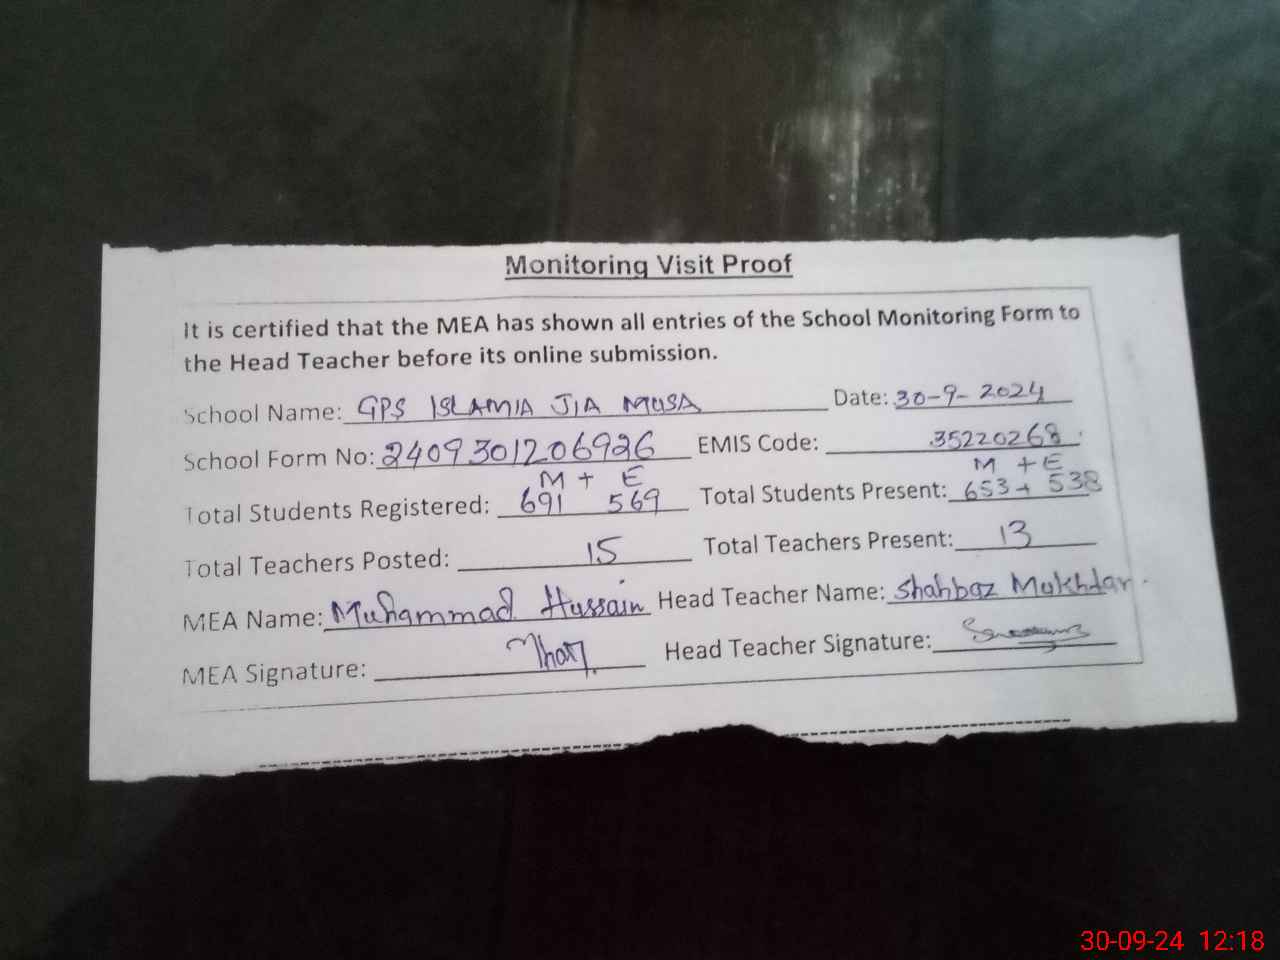 Monitoring Visit Proof
It is certified that the MEA has shown all entries of the School Monitoring Form to
the Head Teacher before its online submission.
School Name: GPS ISLAMIA JIA MUSA Date: 30-9-2024
School Form No: 2409301206926 EMIS Code: 35220268
M + E M + E
Total Students Registered: 691 569 Total Students Present: 653 + 538
Total Teachers Posted: 15 Total Teachers Present: 13
MEA Name: Muhammad Hussain Head Teacher Name: Shahbaz Mukhdar
MEA Signature: Head Teacher Signature:
30-09-24 12:18